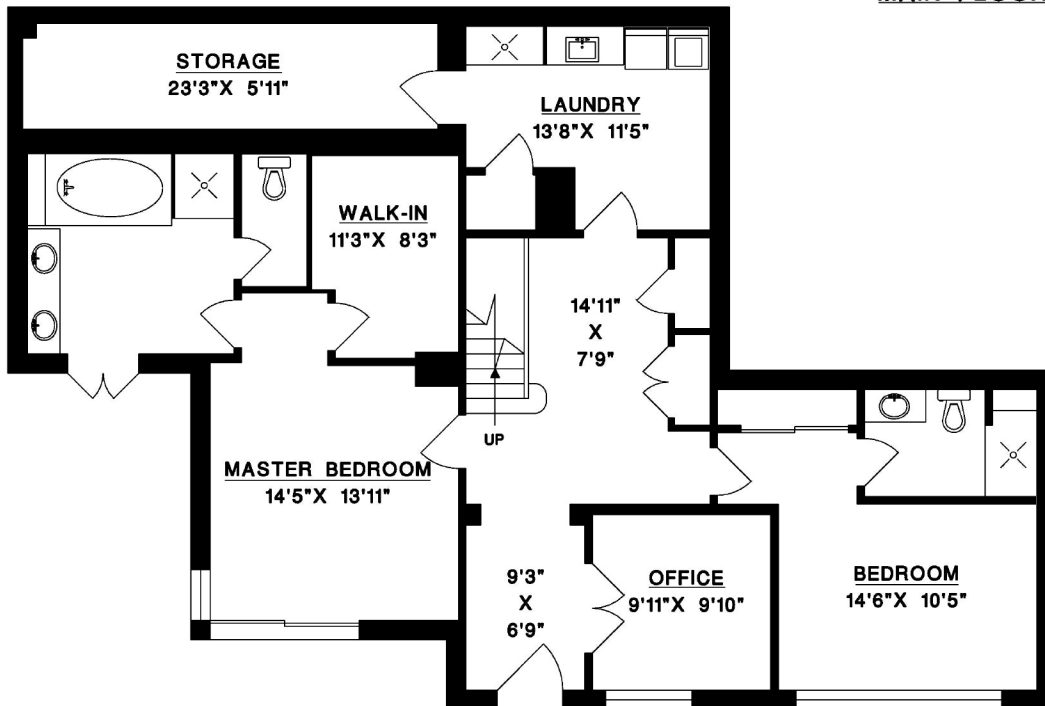 STORAGE
23'3"X 5'11"
LAUNDRY
13'8"X 11'5"
WALK-IN
11'3"X 8'3"
14'11"
X
7'9"
UP
MASTER BEDROOM
14'5"X 13'11"
9'3"
X
6'9"
OFFICE
9'11"X 9'10"
BEDROOM
14'6"X 10'5"